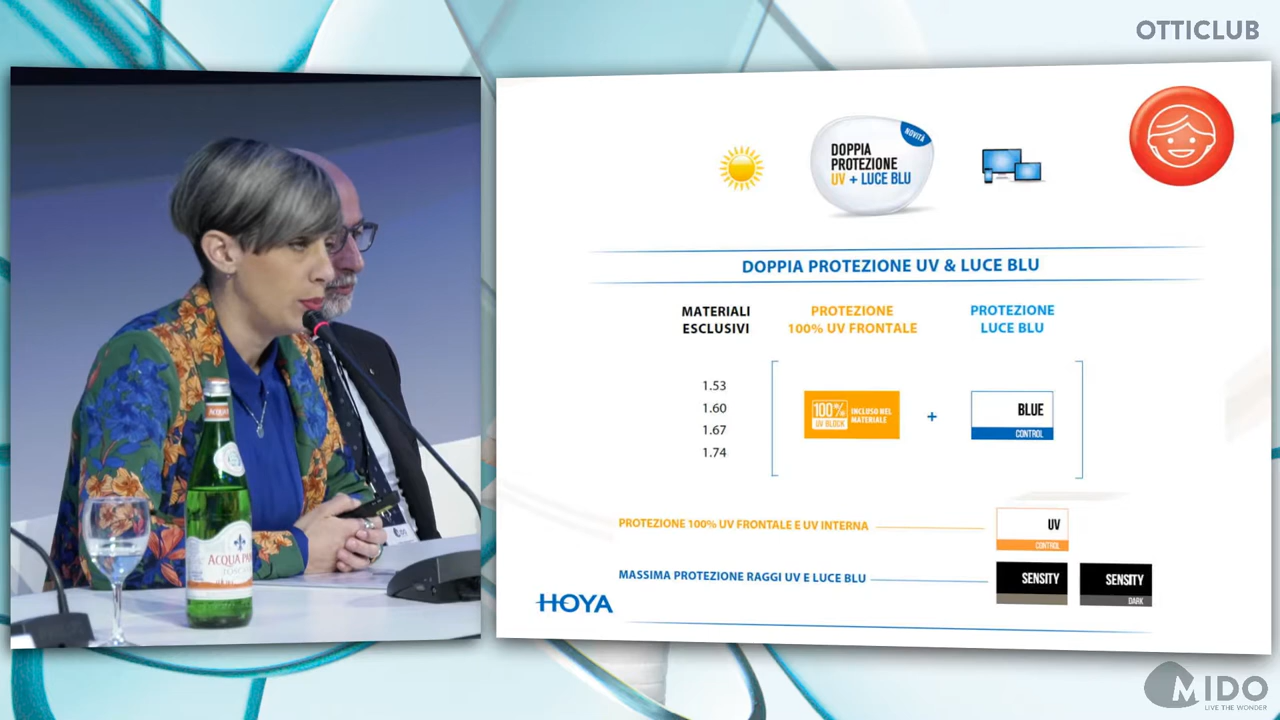 OTTICLUB
NOVITÀ
DOPPIA
PROTEZIONE
UV + LUCE BLU
DOPPIA PROTEZIONE UV & LUCE BLU
MATERIALI
ESCLUSIVI
PROTEZIONE
100% UV FRONTALE
PROTEZIONE
LUCE BLU
1.53
1.60
1.67
1.74
100%
UV BLOCK
INCLUSO NEL
MATERIALE
+
BLUE
CONTROL
PROTEZIONE 100% UV FRONTALE E UV INTERNA
UV
CONTROL
MASSIMA PROTEZIONE RAGGI UV E LUCE BLU
SENSITY
SENSITY
DARK
HOYA
ACQUA PAN
TOSCANA
MIDO
LIVE THE WONDER